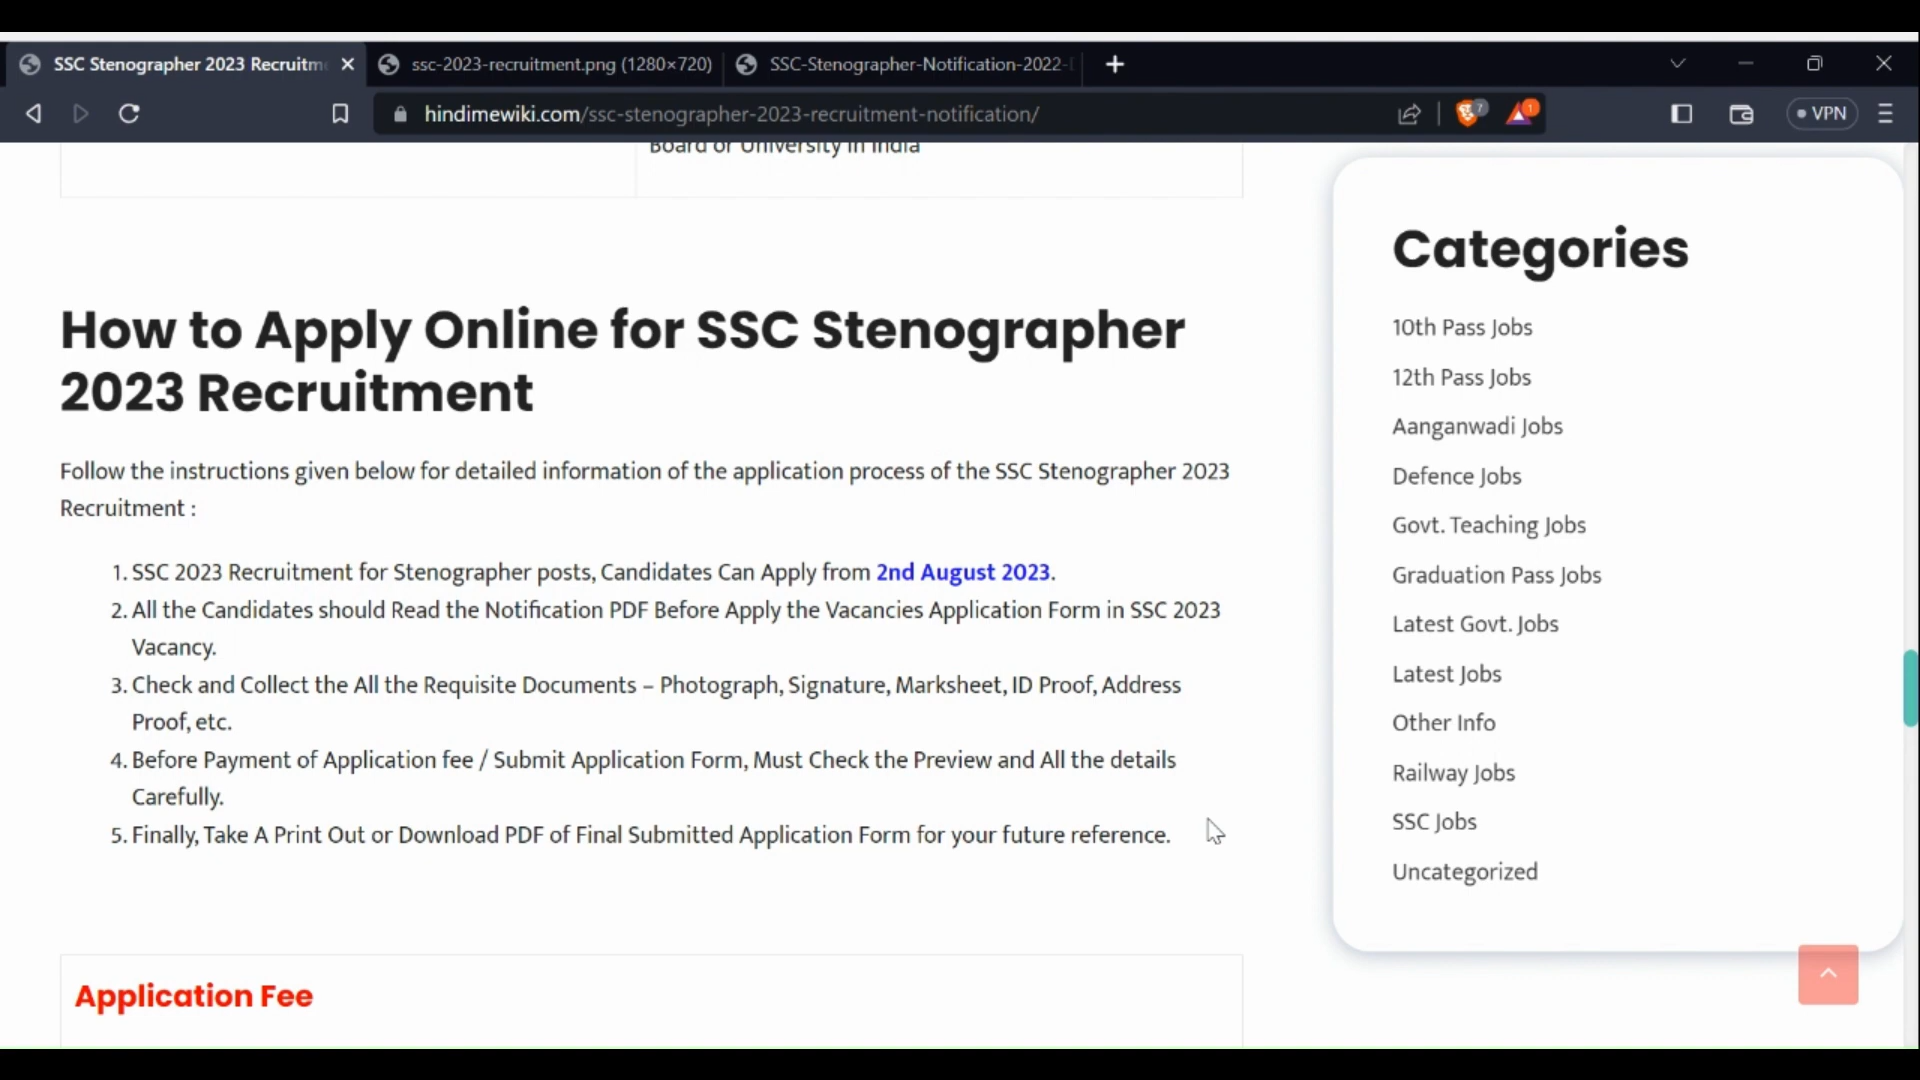 SSC Stenographer 2023 Recruitm
ssc-2023-recruitment.png (1280×720)
SSC-Stenographer-Notification-2022-
hindimewiki.com/ssc-stenographer-2023-recruitment-notification/
7
1
VPN
Board or University in India
How to Apply Online for SSC Stenographer
2023 Recruitment
Follow the instructions given below for detailed information of the application process of the SSC Stenographer 2023
Recruitment :
1. SSC 2023 Recruitment for Stenographer posts, Candidates Can Apply from 2nd August 2023.
2. All the Candidates should Read the Notification PDF Before Apply the Vacancies Application Form in SSC 2023
Vacancy.
3. Check and Collect the All the Requisite Documents – Photograph, Signature, Marksheet, ID Proof, Address
Proof, etc.
4. Before Payment of Application fee / Submit Application Form, Must Check the Preview and All the details
Carefully.
5. Finally, Take A Print Out or Download PDF of Final Submitted Application Form for your future reference.
Application Fee
Categories
10th Pass Jobs
12th Pass Jobs
Aanganwadi Jobs
Defence Jobs
Govt. Teaching Jobs
Graduation Pass Jobs
Latest Govt. Jobs
Latest Jobs
Other Info
Railway Jobs
SSC Jobs
Uncategorized